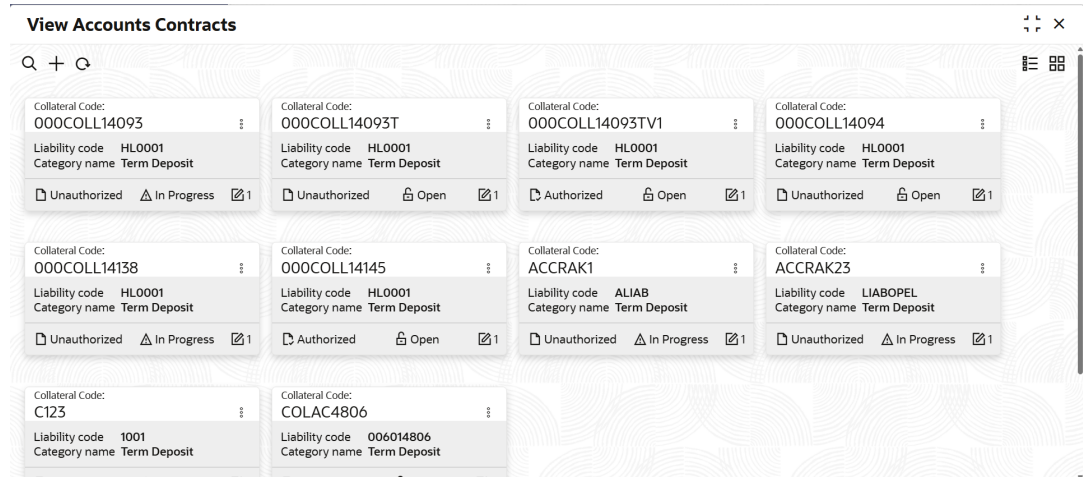 View Accounts Contracts
Collateral Code:
000COLL14093
Liability code HL0001
Category name Term Deposit
Unauthorized In Progress 1
Collateral Code:
000COLL14093T
Liability code HL0001
Category name Term Deposit
Unauthorized Open 1
Collateral Code:
000COLL14093TV1
Liability code HL0001
Category name Term Deposit
Authorized Open 1
Collateral Code:
000COLL14094
Liability code HL0001
Category name Term Deposit
Unauthorized Open 1
Collateral Code:
000COLL14138
Liability code HL0001
Category name Term Deposit
Unauthorized In Progress 1
Collateral Code:
000COLL14145
Liability code HL0001
Category name Term Deposit
Authorized Open 1
Collateral Code:
ACCRAK1
Liability code ALIAB
Category name Term Deposit
Unauthorized In Progress 1
Collateral Code:
ACCRAK23
Liability code LIABOPEL
Category name Term Deposit
Unauthorized In Progress 1
Collateral Code:
C123
Liability code 1001
Category name Term Deposit
Collateral Code:
COLAC4806
Liability code 006014806
Category name Term Deposit